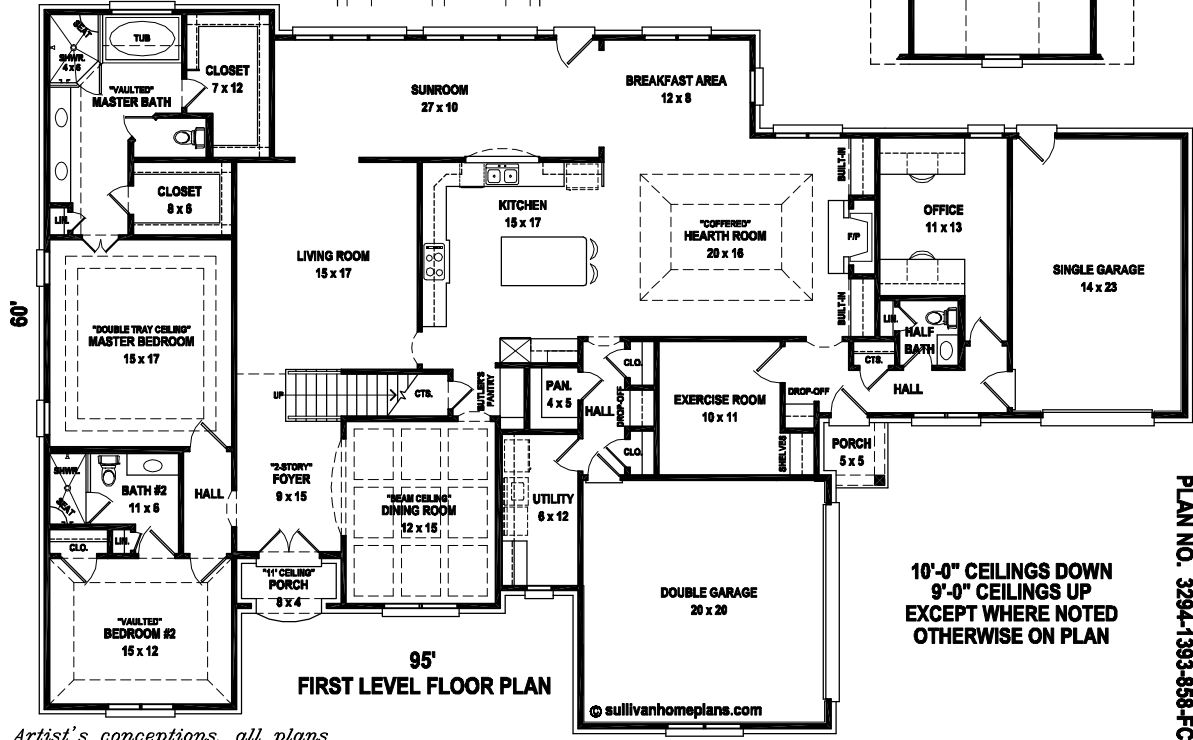 SEAT
SHWR.
4 x 6
TUB
CLOSET
7 x 12
"VAULTED"
MASTER BATH
SUNROOM
27 x 10
BREAKFAST AREA
12 x 8
CLOSET
8 x 6
LIN.
KITCHEN
15 x 17
LIVING ROOM
15 x 17
"COFFERED"
HEARTH ROOM
20 x 16
BUILT-IN
F/P
BUILT-IN
OFFICE
11 x 13
SINGLE GARAGE
14 x 23
60'
"DOUBLE TRAY CEILING"
MASTER BEDROOM
15 x 17
LIN.
HALF
BATH
CTS.
HALL
UP
CTS.
BUTLER'S
PANTRY
PAN.
4 x 5
HALL
CLO.
DROP-OFF
CLO.
EXERCISE ROOM
10 x 11
DROP-OFF
SHELVES
PORCH
5 x 5
SHWR.
SEAT
BATH #2
11 x 6
HALL
"2-STORY"
FOYER
9 x 15
"BEAM CEILING"
DINING ROOM
12 x 15
UTILITY
6 x 12
CLO.
LIN.
"11' CEILING"
PORCH
8 x 4
DOUBLE GARAGE
20 x 20
"VAULTED"
BEDROOM #2
15 x 12
95'
FIRST LEVEL FLOOR PLAN
© sullivanhomeplans.com
10'-0" CEILINGS DOWN
9'-0" CEILINGS UP
EXCEPT WHERE NOTED
OTHERWISE ON PLAN
PLAN NO. 3294-1393-858-FC
Artist's conceptions, all plans